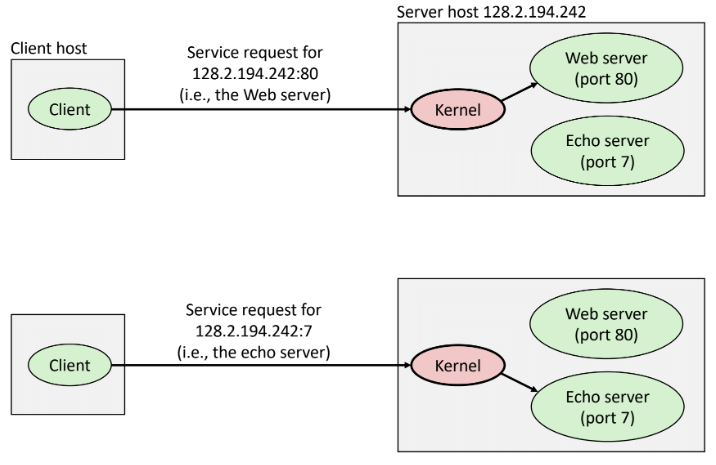 Server host 128.2.194.242
Client host
Service request for
128.2.194.242:80
(i.e., the Web server)
Client
Kernel
Web server
(port 80)
Echo server
(port 7)
Service request for
128.2.194.242:7
(i.e., the echo server)
Client
Kernel
Web server
(port 80)
Echo server
(port 7)